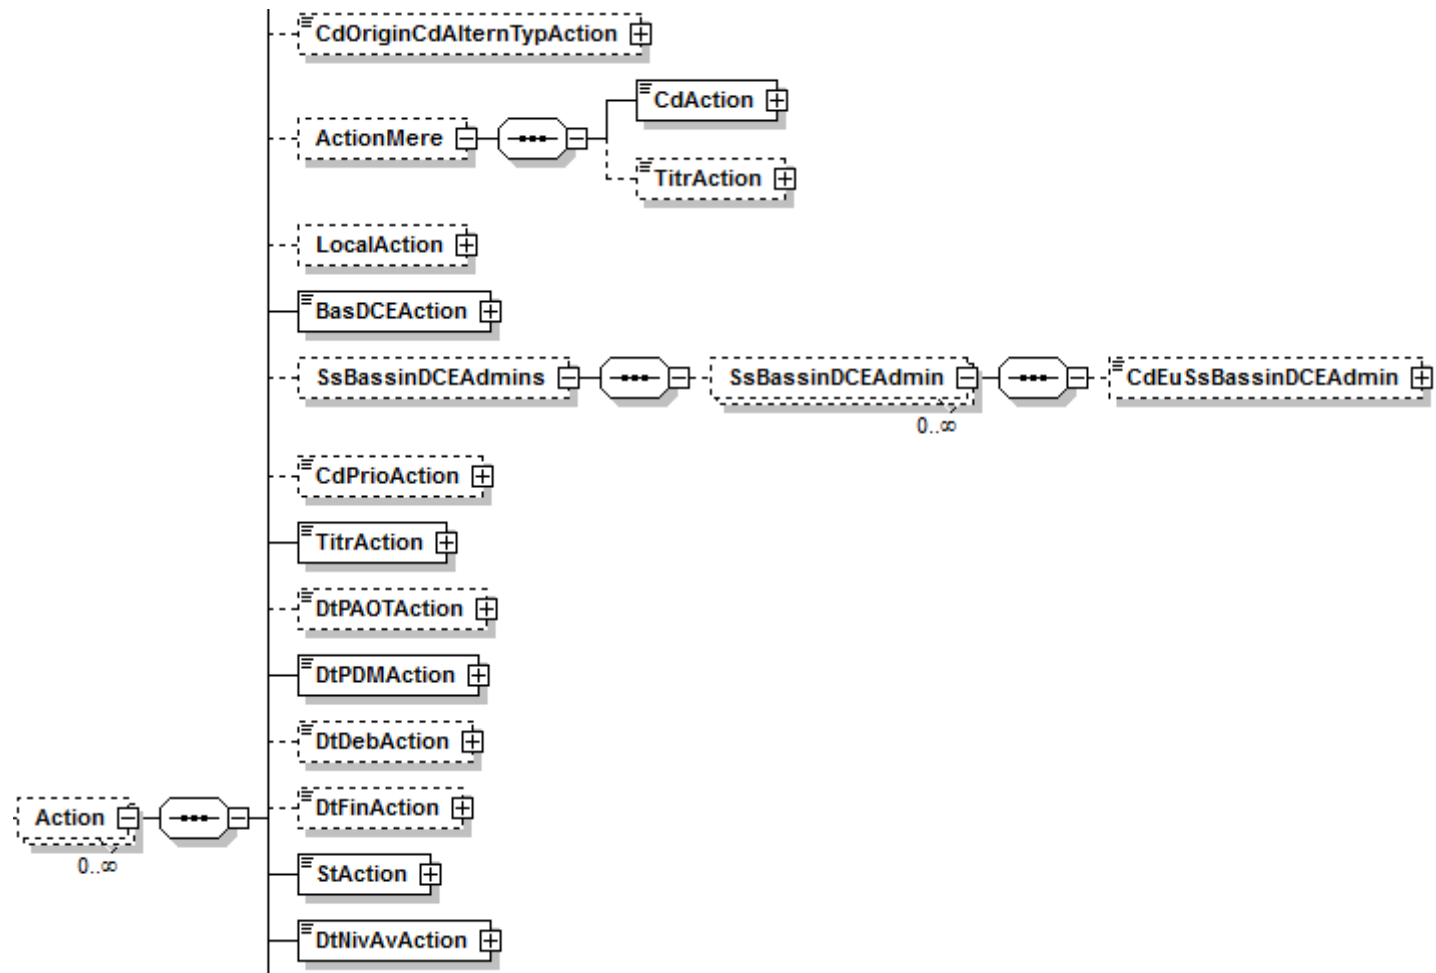 CdOriginCdAlternTypAction
CdAction
ActionMere
TitrAction
LocalAction
BasDCEAction
SsBassinDCEAdmins
SsBassinDCEAdmin
CdEuSsBassinDCEAdmin
0..∞
CdPrioAction
TitrAction
DtPAOTAction
DtPDMAction
DtDebAction
DtFinAction
Action
0..∞
StAction
DtNivAvAction